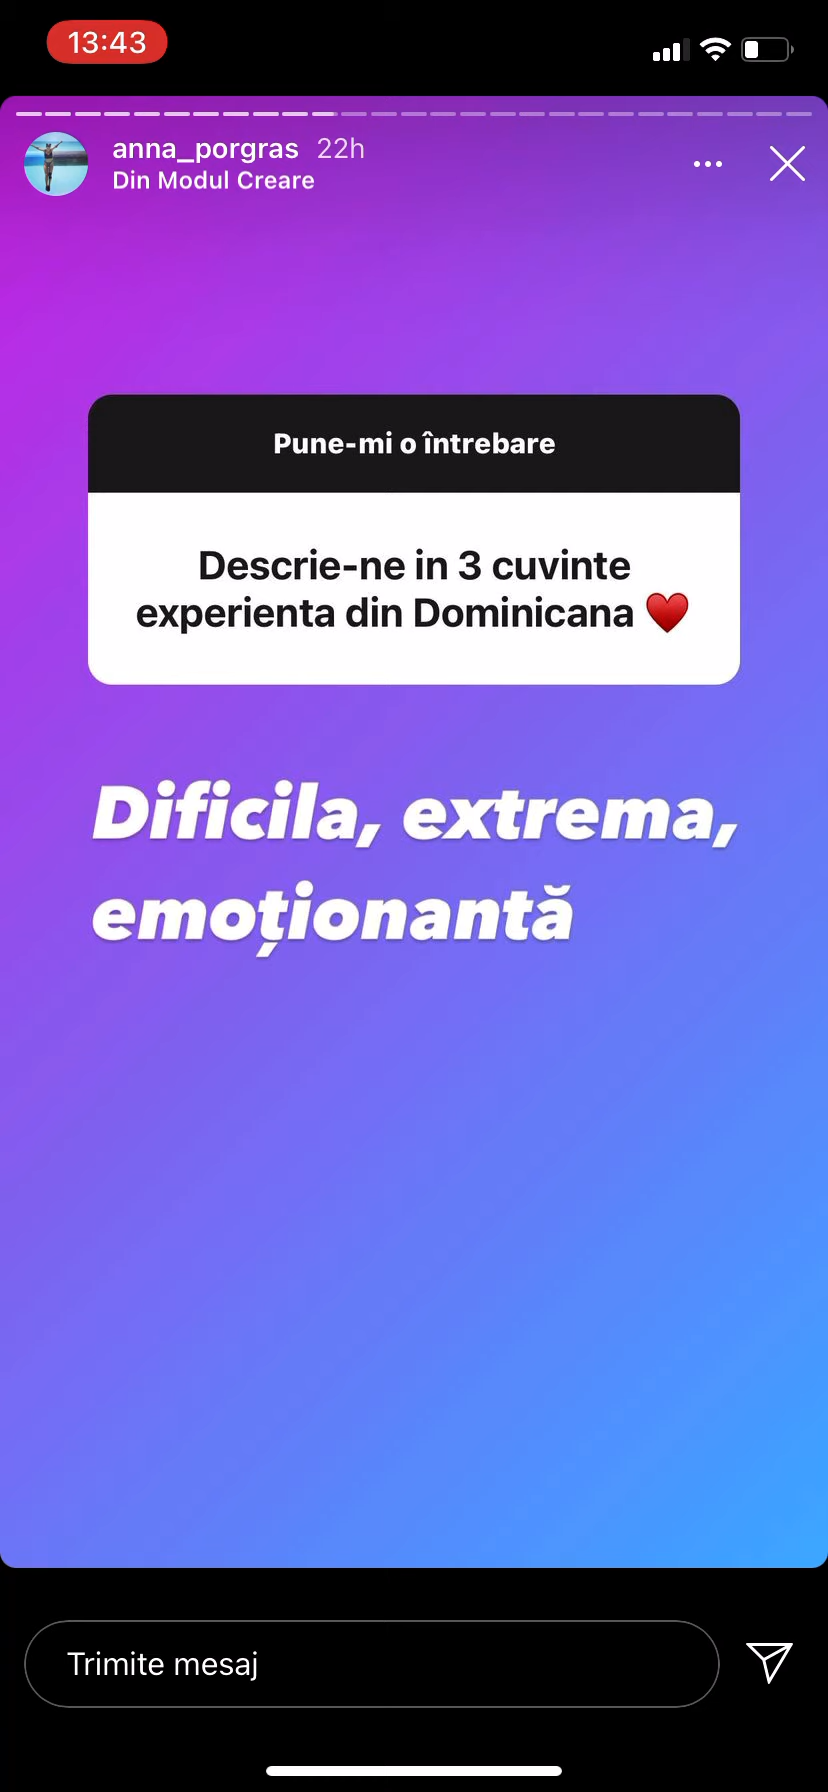 13:43
anna_porgras 22h
Din Modul Creare
Pune-mi o întrebare
Descrie-ne in 3 cuvinte
experienta din Dominicana ♥️
Dificila, extrema,
emoționantă
Trimite mesaj